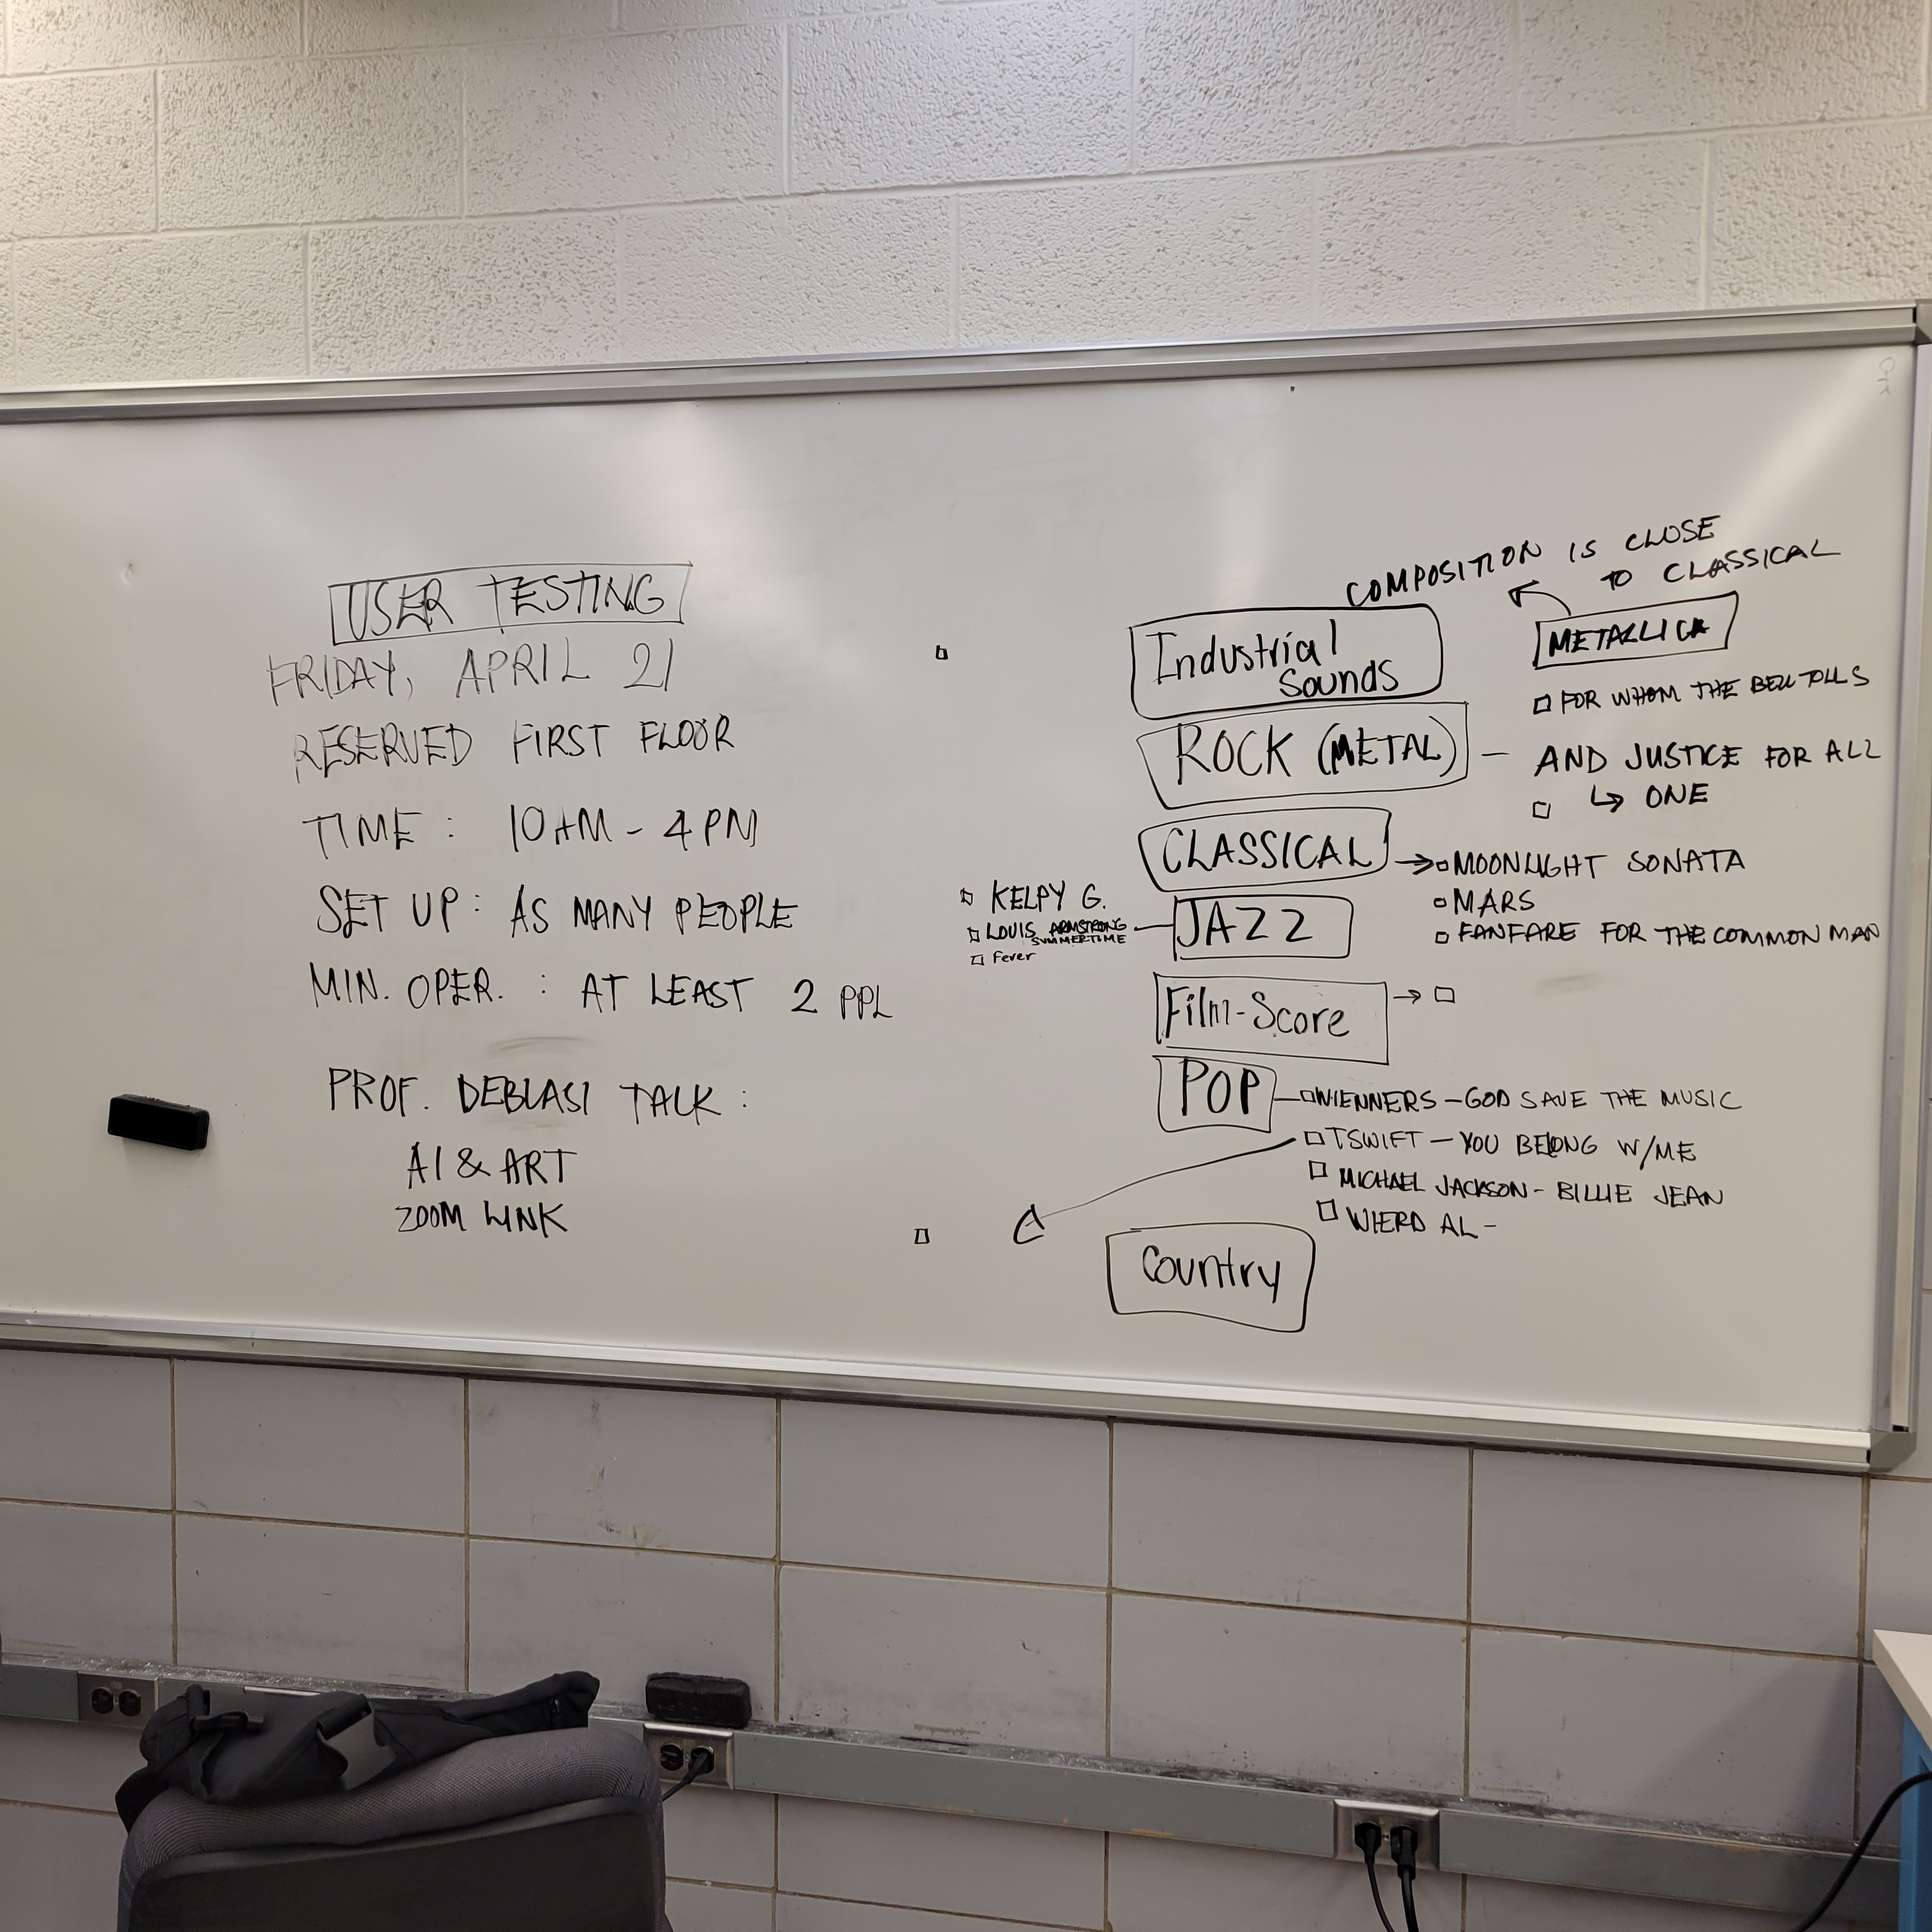 USER TESTING
FRIDAY, APRIL 21
RESERVED FIRST FLOOR
TIME : 10AM - 4PM
SET UP : AS MANY PEOPLE
MIN. OPER. : AT LEAST 2 PPL
PROF. DEBLASI TALK :
AI & ART
ZOOM LINK
COMPOSITION IS CLOSE
TO CLASSICAL
METALLICA
FOR WHOM THE BELL TOLLS
Industrial
Sounds
ROCK (METAL) - AND JUSTICE FOR ALL
↳ ONE
CLASSICAL → MOONLIGHT SONATA
MARS
FANFARE FOR THE COMMON MAN
JAZZ
KELPY G.
LOUIS ARMSTRONG
SUMMERTIME
Fever
Film-Score →
POP - WIENNERS - GOD SAVE THE MUSIC
TSWIFT - YOU BELONG W/ME
MICHAEL JACKSON - BILLIE JEAN
WIERD AL -
Country